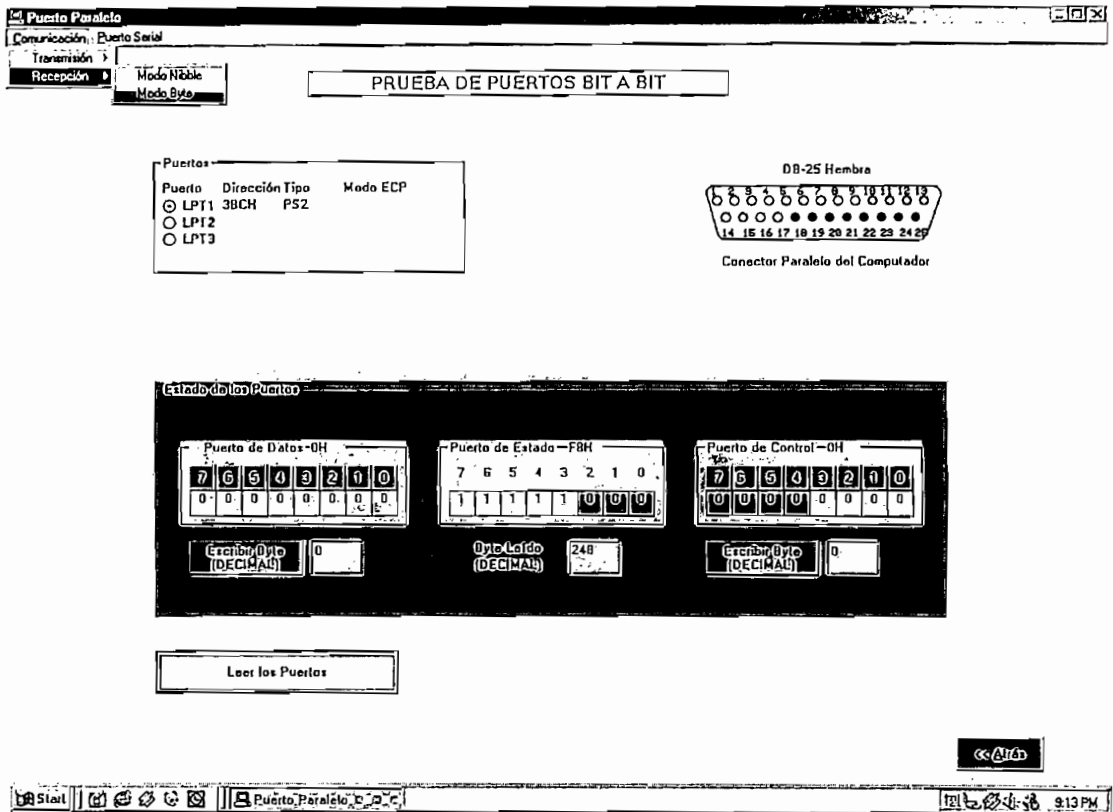 Puerto Paralelo
Comunicación Puerto Serial
Transmisión
Recepción
Modo Nibble
Modo Byte
PRUEBA DE PUERTOS BIT A BIT
Puertos
Puerto Dirección Tipo Modo ECP
LPT1 3BCH PS2
LPT2
LPT3
DB-25 Hembra
1 2 3 4 5 6 7 8 9 10 11 12 13
14 15 16 17 18 19 20 21 22 23 24 25
Conector Paralelo del Computador
Estado de los Puertos
Puerto de Datos-0H
7 6 5 4 3 2 1 0
0 0 0 0 0 0 0 0
Escribir Byte
(DECIMAL)
0
Puerto de Estado-F8H
7 6 5 4 3 2 1 0
1 1 1 1 1 0 0 0
Byte Leído
(DECIMAL)
248
Puerto de Control-0H
7 6 5 4 3 2 1 0
0 0 0 0 0 0 0 0
Escribir Byte
(DECIMAL)
0
Leer los Puertos
<< Atrás
Start
Puerto Paralelo
9:13 PM